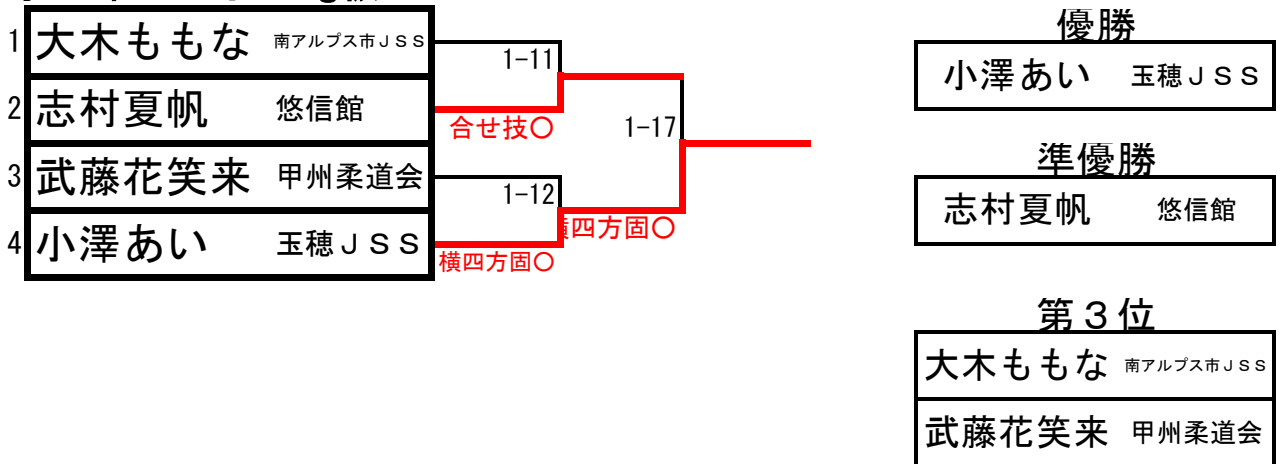 1 大木ももな 南アルプス市ＪＳＳ
1-11
2 志村夏帆 悠信館
合せ技〇
1-17
3 武藤花笑来 甲州柔道会
1-12
四方固〇
4 小澤あい 玉穂ＪＳＳ
横四方固〇
優勝
小澤あい 玉穂ＪＳＳ
準優勝
志村夏帆 悠信館
第３位
大木ももな 南アルプス市ＪＳＳ
武藤花笑来 甲州柔道会